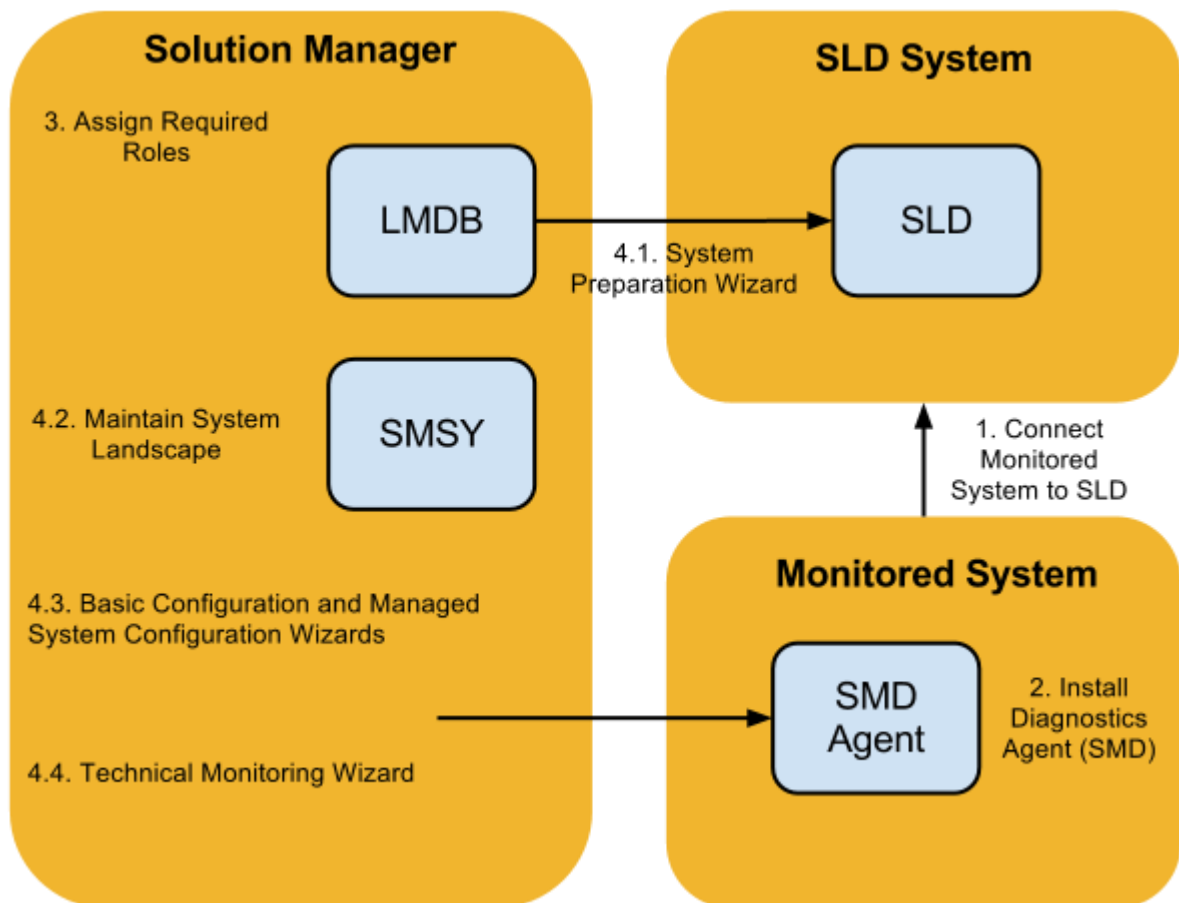 Solution Manager
3. Assign Required
Roles
LMDB
4.1. System
Preparation Wizard
SLD System
SLD
4.2. Maintain System
Landscape
SMSY
1. Connect
Monitored
System to SLD
4.3. Basic Configuration and Managed
System Configuration Wizards
4.4. Technical Monitoring Wizard
Monitored System
SMD
Agent
2. Install
Diagnostics
Agent (SMD)